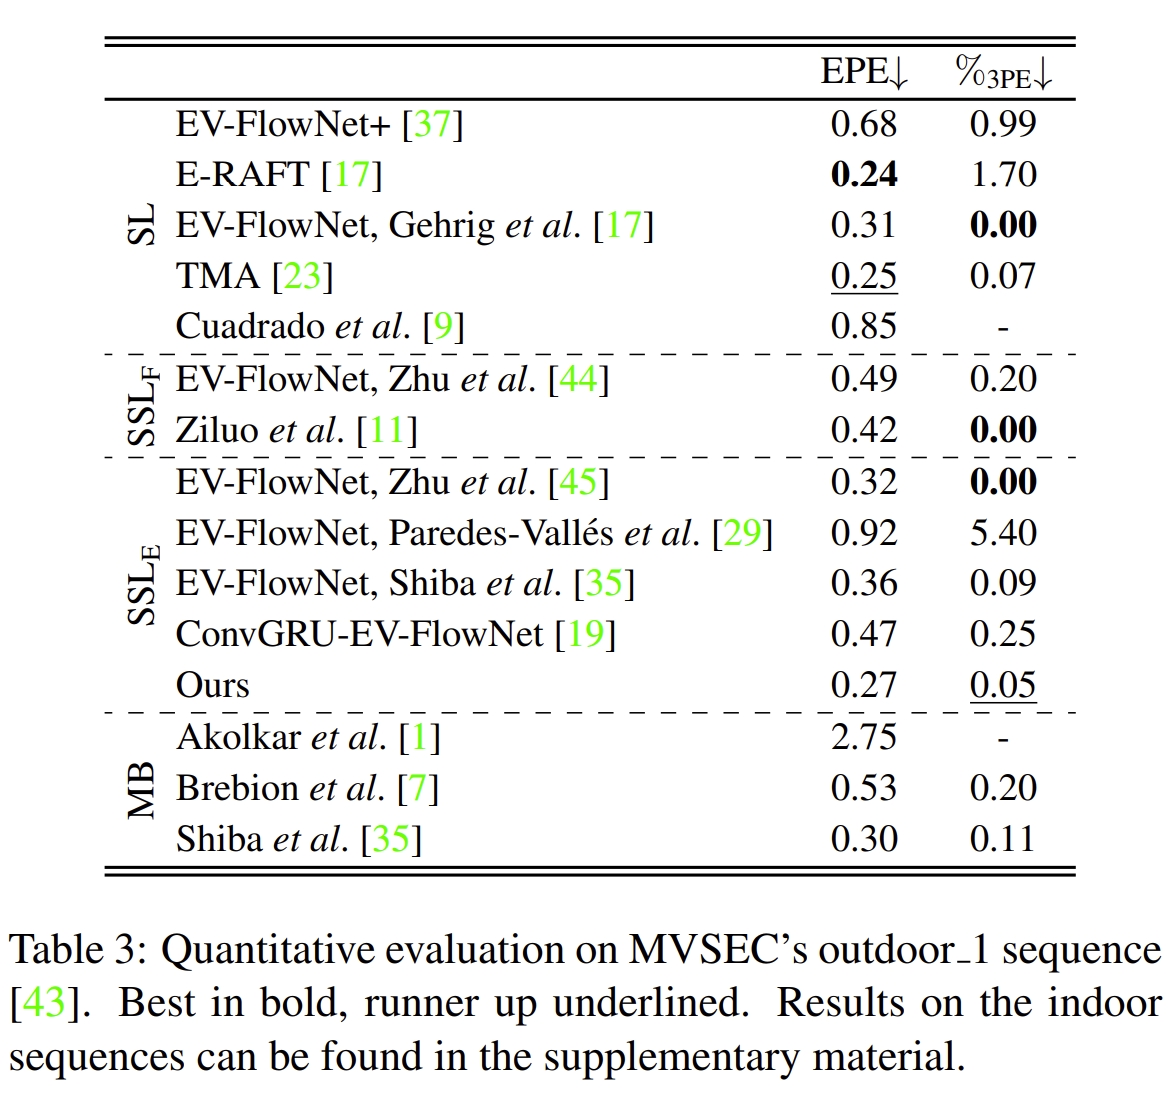 EPE↓ %3PE↓
SL
EV-FlowNet+ [37] 0.68 0.99
E-RAFT [17] 0.24 1.70
EV-FlowNet, Gehrig et al. [17] 0.31 0.00
TMA [23] 0.25 0.07
Cuadrado et al. [9] 0.85 -
SSLF
EV-FlowNet, Zhu et al. [44] 0.49 0.20
Ziluo et al. [11] 0.42 0.00
SSLE
EV-FlowNet, Zhu et al. [45] 0.32 0.00
EV-FlowNet, Paredes-Vallés et al. [29] 0.92 5.40
EV-FlowNet, Shiba et al. [35] 0.36 0.09
ConvGRU-EV-FlowNet [19] 0.47 0.25
Ours 0.27 0.05
MB
Akolkar et al. [1] 2.75 -
Brebion et al. [7] 0.53 0.20
Shiba et al. [35] 0.30 0.11
Table 3: Quantitative evaluation on MVSEC's outdoor_1 sequence
[43]. Best in bold, runner up underlined. Results on the indoor
sequences can be found in the supplementary material.